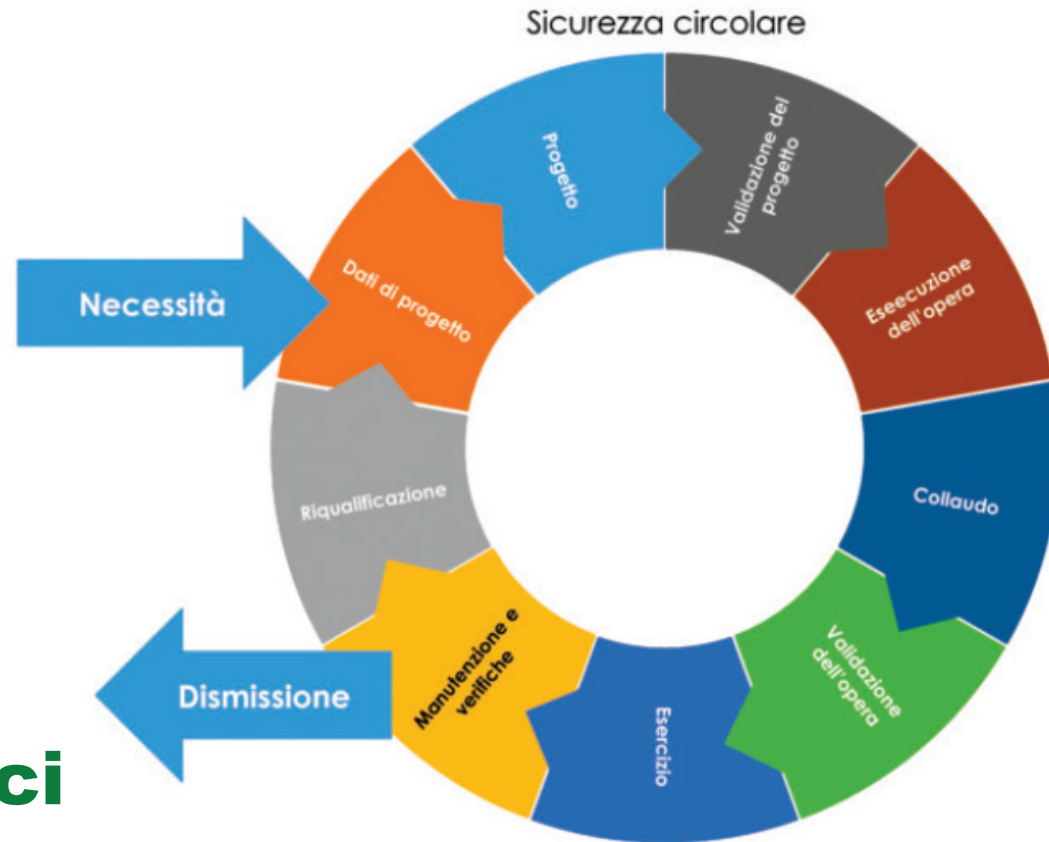 Sicurezza circolare
Progetto
Validazione del
progetto
Eseecuzione
dell'opera
Collaudo
Validazione
dell'opera
Esercizio
Manutenzione e
verifiche
Riqualificazione
Dati di progetto
Necessità
Dismissione
ci